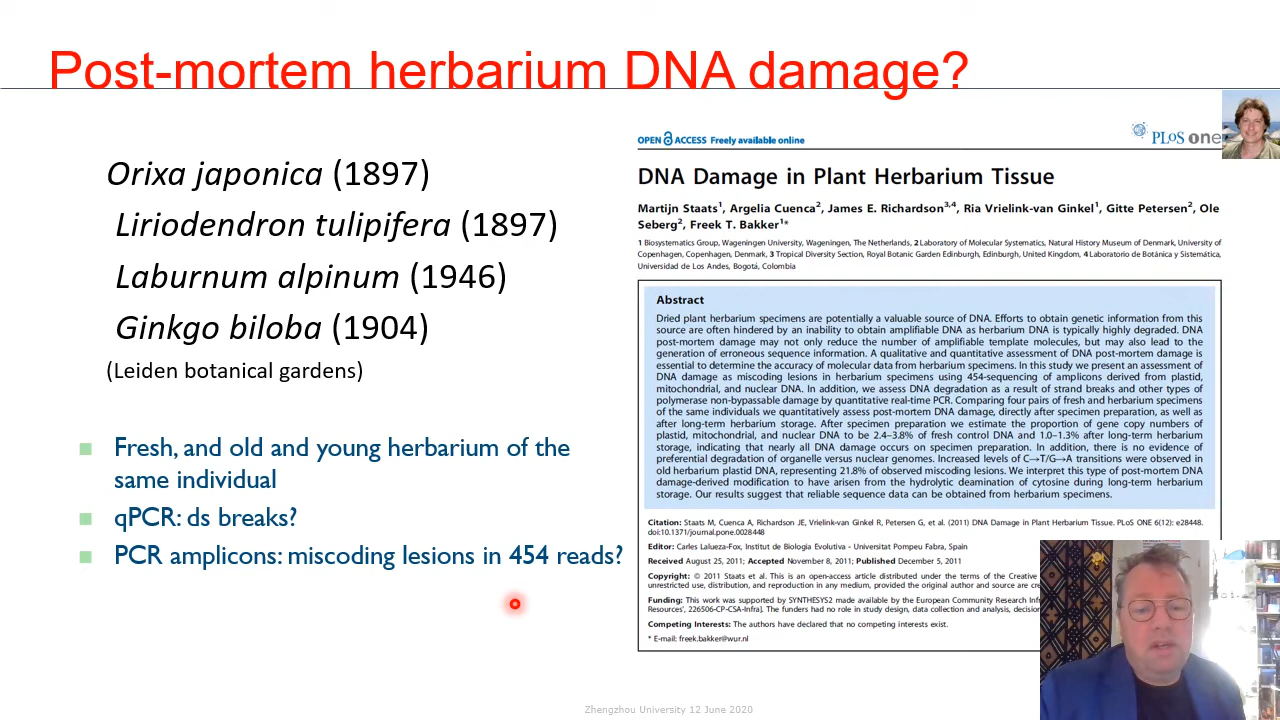 Post-mortem herbarium DNA damage?
Orixa japonica (1897)
Liriodendron tulipifera (1897)
Laburnum alpinum (1946)
Ginkgo biloba (1904)
(Leiden botanical gardens)
Fresh, and old and young herbarium of the
same individual
qPCR: ds breaks?
PCR amplicons: miscoding lesions in 454 reads?
OPEN ACCESS Freely available online
PLoS one
DNA Damage in Plant Herbarium Tissue
Martijn Staats1, Argelia Cuenca2, James E. Richardson3,4, Ria Vrielink-van Ginkel1, Gitte Petersen2, Ole
Seberg2, Freek T. Bakker1*
1 Biosystematics Group, Wageningen University, Wageningen, The Netherlands, 2 Laboratory of Molecular Systematics, Natural History Museum of Denmark, University of
Copenhagen, Copenhagen, Denmark, 3 Tropical Diversity Section, Royal Botanic Garden Edinburgh, Edinburgh, United Kingdom, 4 Laboratorio de Botánica y Sistemática,
Universidad de Los Andes, Bogotá, Colombia
Abstract
Dried plant herbarium specimens are potentially a valuable source of DNA. Efforts to obtain genetic information from this
source are often hindered by an inability to obtain amplifiable DNA as herbarium DNA is typically highly degraded. DNA
post-mortem damage may not only reduce the number of amplifiable template molecules, but may also lead to the
generation of erroneous sequence information. A qualitative and quantitative assessment of DNA post-mortem damage is
essential to determine the accuracy of molecular data from herbarium specimens. In this study we present an assessment of
DNA damage as miscoding lesions in herbarium specimens using 454-sequencing of amplicons derived from plastid,
mitochondrial, and nuclear DNA. In addition, we assess DNA degradation as a result of strand breaks and other types of
polymerase non-bypassable damage by quantitative real-time PCR. Comparing four pairs of fresh and herbarium specimens
of the same individuals we quantitatively assess post-mortem DNA damage, directly after specimen preparation, as well as
after long-term herbarium storage. After specimen preparation we estimate the proportion of gene copy numbers of
plastid, mitochondrial, and nuclear DNA to be 2.4–3.8% of fresh control DNA and 1.0–1.3% after long-term herbarium
storage, indicating that nearly all DNA damage occurs on specimen preparation. In addition, there is no evidence of
preferential degradation of organelle versus nuclear genomes. Increased levels of C→T/G→A transitions were observed in
old herbarium plastid DNA, representing 21.8% of observed miscoding lesions. We interpret this type of post-mortem DNA
damage-derived modification to have arisen from the hydrolytic deamination of cytosine during long-term herbarium
storage. Our results suggest that reliable sequence data can be obtained from herbarium specimens.
Citation: Staats M, Cuenca A, Richardson JE, Vrielink-van Ginkel R, Petersen G, et al. (2011) DNA Damage in Plant Herbarium Tissue. PLoS ONE 6(12): e28448.
doi:10.1371/journal.pone.0028448
Editor: Carles Lalueza-Fox, Institut de Biologia Evolutiva - Universitat Pompeu Fabra, Spain
Received August 25, 2011; Accepted November 8, 2011; Published December 5, 2011
Copyright: © 2011 Staats et al. This is an open-access article distributed under the terms of the Creative
unrestricted use, distribution, and reproduction in any medium, provided the original author and source are
Funding: This work was supported by SYNTHESYS2 made available by the European Community Research
Resources', 226506-CP-CSA-Infra]. The funders had no role in study design, data collection and analysis,
Competing Interests: The authors have declared that no competing interests exist.
* E-mail: freek.bakker@wur.nl
Zhengzhou University 12 June 2020